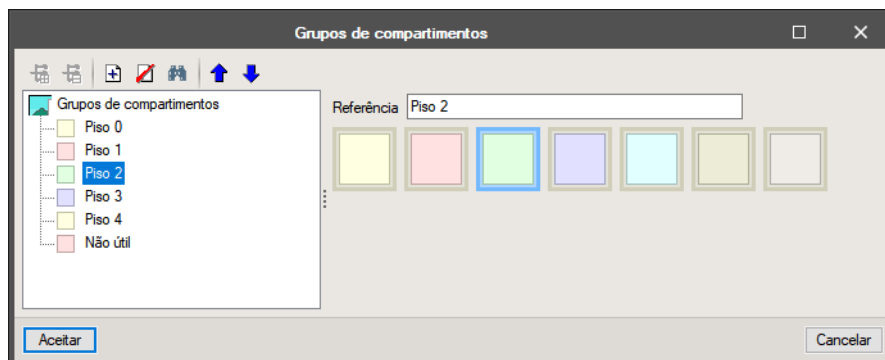 Grupos de compartimentos
Grupos de compartimentos
Piso 0
Piso 1
Piso 2
Piso 3
Piso 4
Não útil
Referência Piso 2
Aceitar
Cancelar